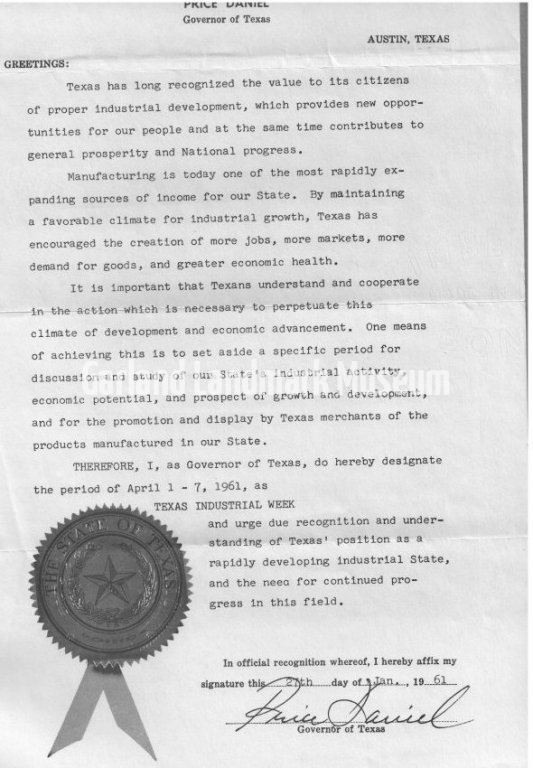 PRICE DANIEL
Governor of Texas
AUSTIN, TEXAS
GREETINGS:
Texas has long recognized the value to its citizens
of proper industrial development, which provides new oppor-
tunities for our people and at the same time contributes to
general prosperity and National progress.
Manufacturing is today one of the most rapidly ex-
panding sources of income for our State. By maintaining
a favorable climate for industrial growth, Texas has
encouraged the creation of more jobs, more markets, more
demand for goods, and greater economic health.
It is important that Texans understand and cooperate
in the action which is necessary to perpetuate this
climate of development and economic advancement. One means
of achieving this is to set aside a specific period for
discussion and study of our State's industrial activity,
Garland Landmark Museum
economic potential, and prospect of growth and development,
and for the promotion and display by Texas merchants of the
products manufactured in our State.
THEREFORE, I, as Governor of Texas, do hereby designate
the period of April 1 - 7, 1961, as
TEXAS INDUSTRIAL WEEK
and urge due recognition and under-
standing of Texas' position as a
rapidly developing industrial State,
and the need for continued pro-
gress in this field.
THE STATE OF TEXAS
In official recognition whereof, I hereby affix my
signature this 27th day of Jan., 19 61
Price Daniel
Governor of Texas